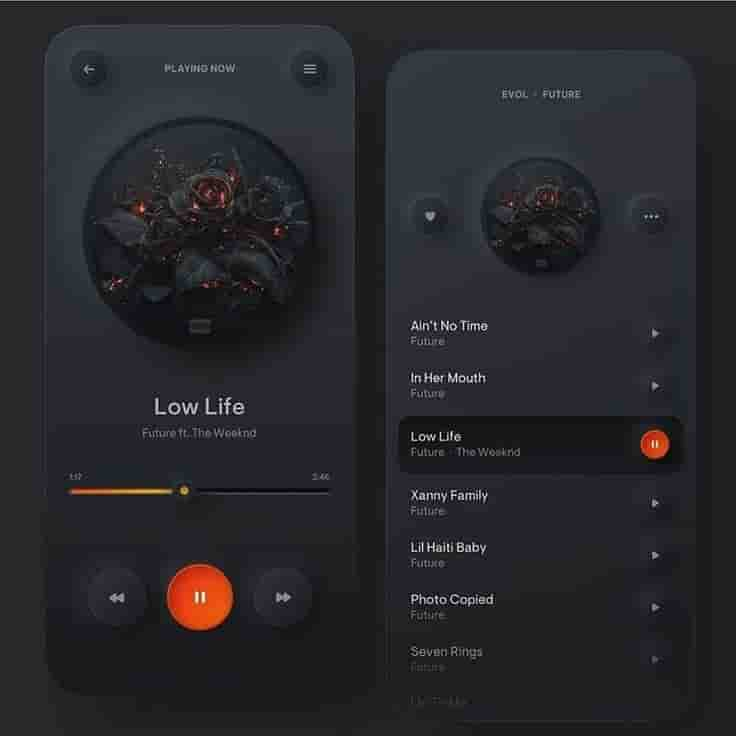 PLAYING NOW
Low Life
Future ft. The Weeknd
1:17
2:46
EVOL · FUTURE
Ain't No Time
Future
In Her Mouth
Future
Low Life
Future · The Weeknd
Xanny Family
Future
Lil Haiti Baby
Future
Photo Copied
Future
Seven Rings
Future